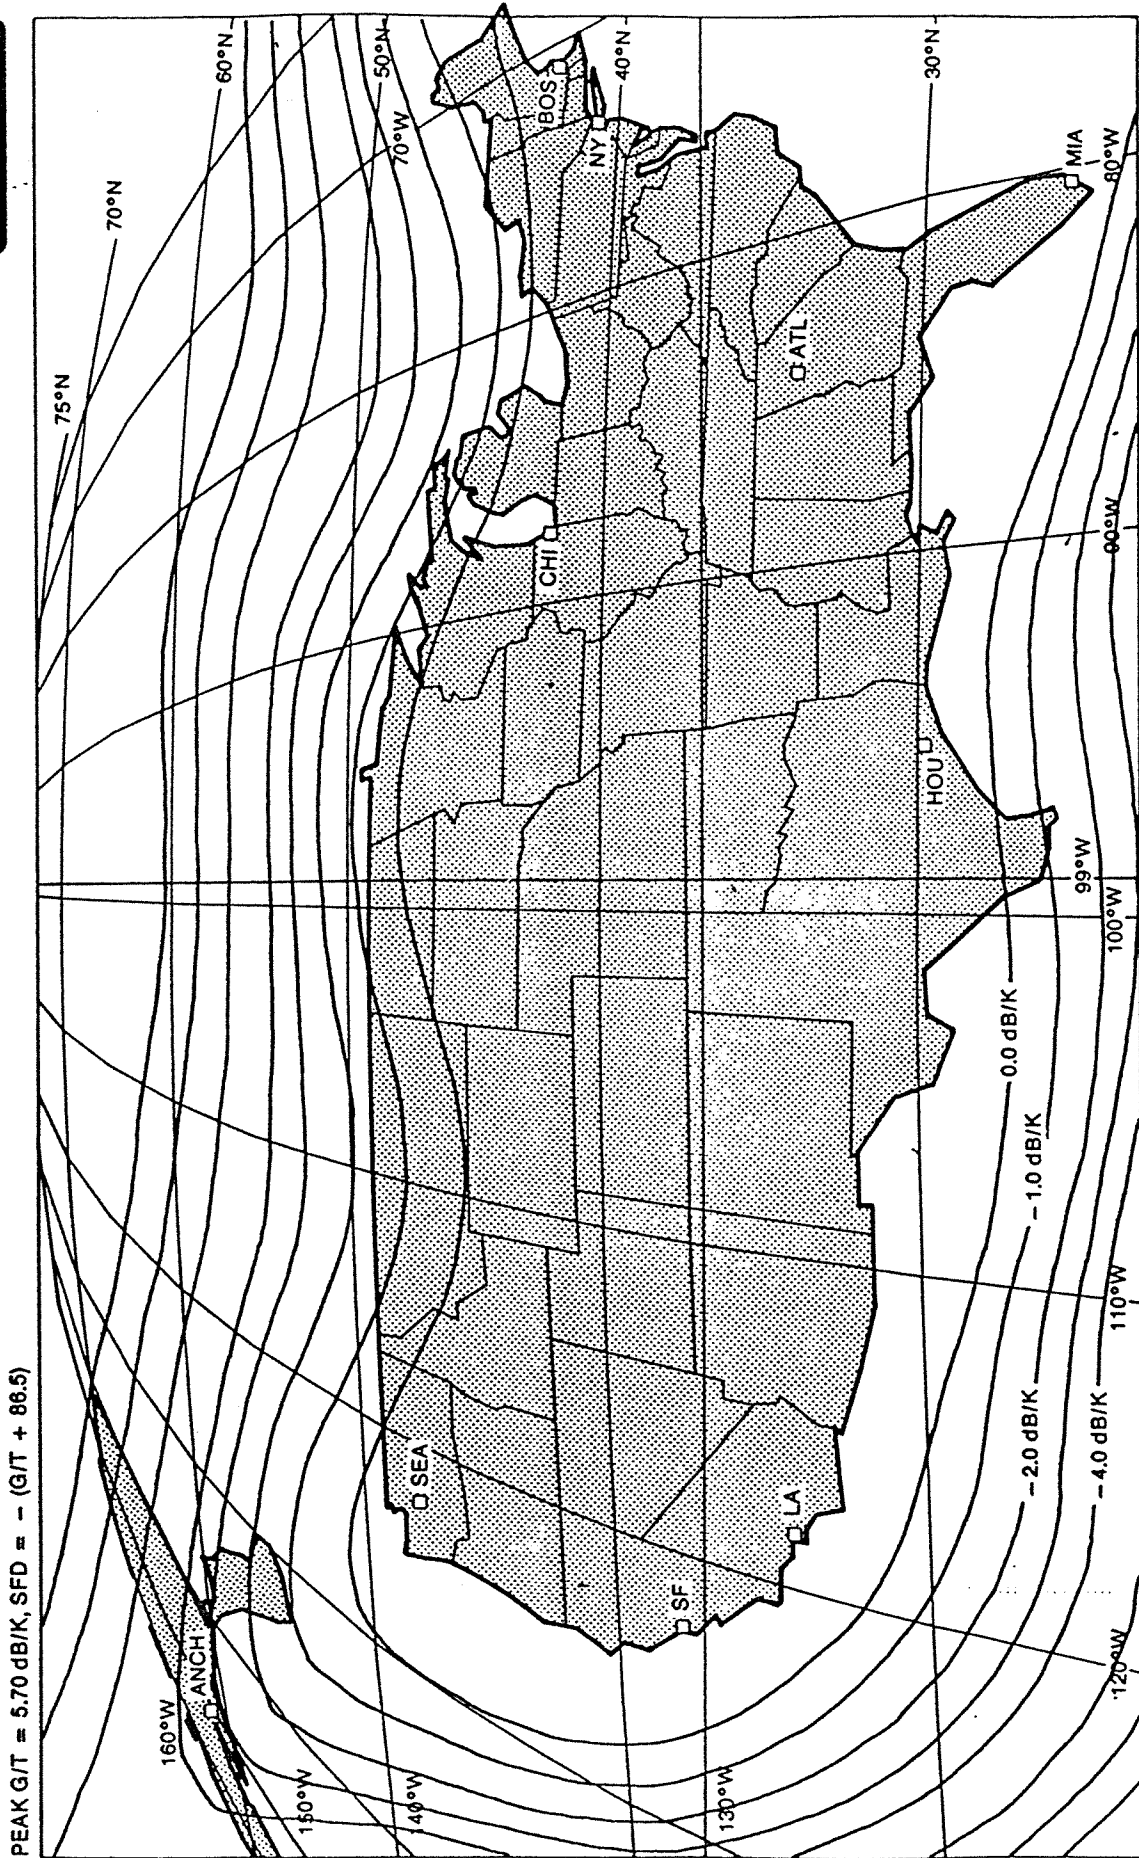 PEAK G/T = 5.70 dB/K, SFD = – (G/T + 86.5)
160°W
ANCH
150°W
140°W
130°W
120°W
110°W
100°W
99°W
90°W
80°W
70°W
75°N
70°N
60°N
50°N
40°N
30°N
SEA
SF
LA
CHI
HOU
ATL
NY
BOS
MIA
0.0 dB/K
–1.0 dB/K
–2.0 dB/K
–4.0 dB/K